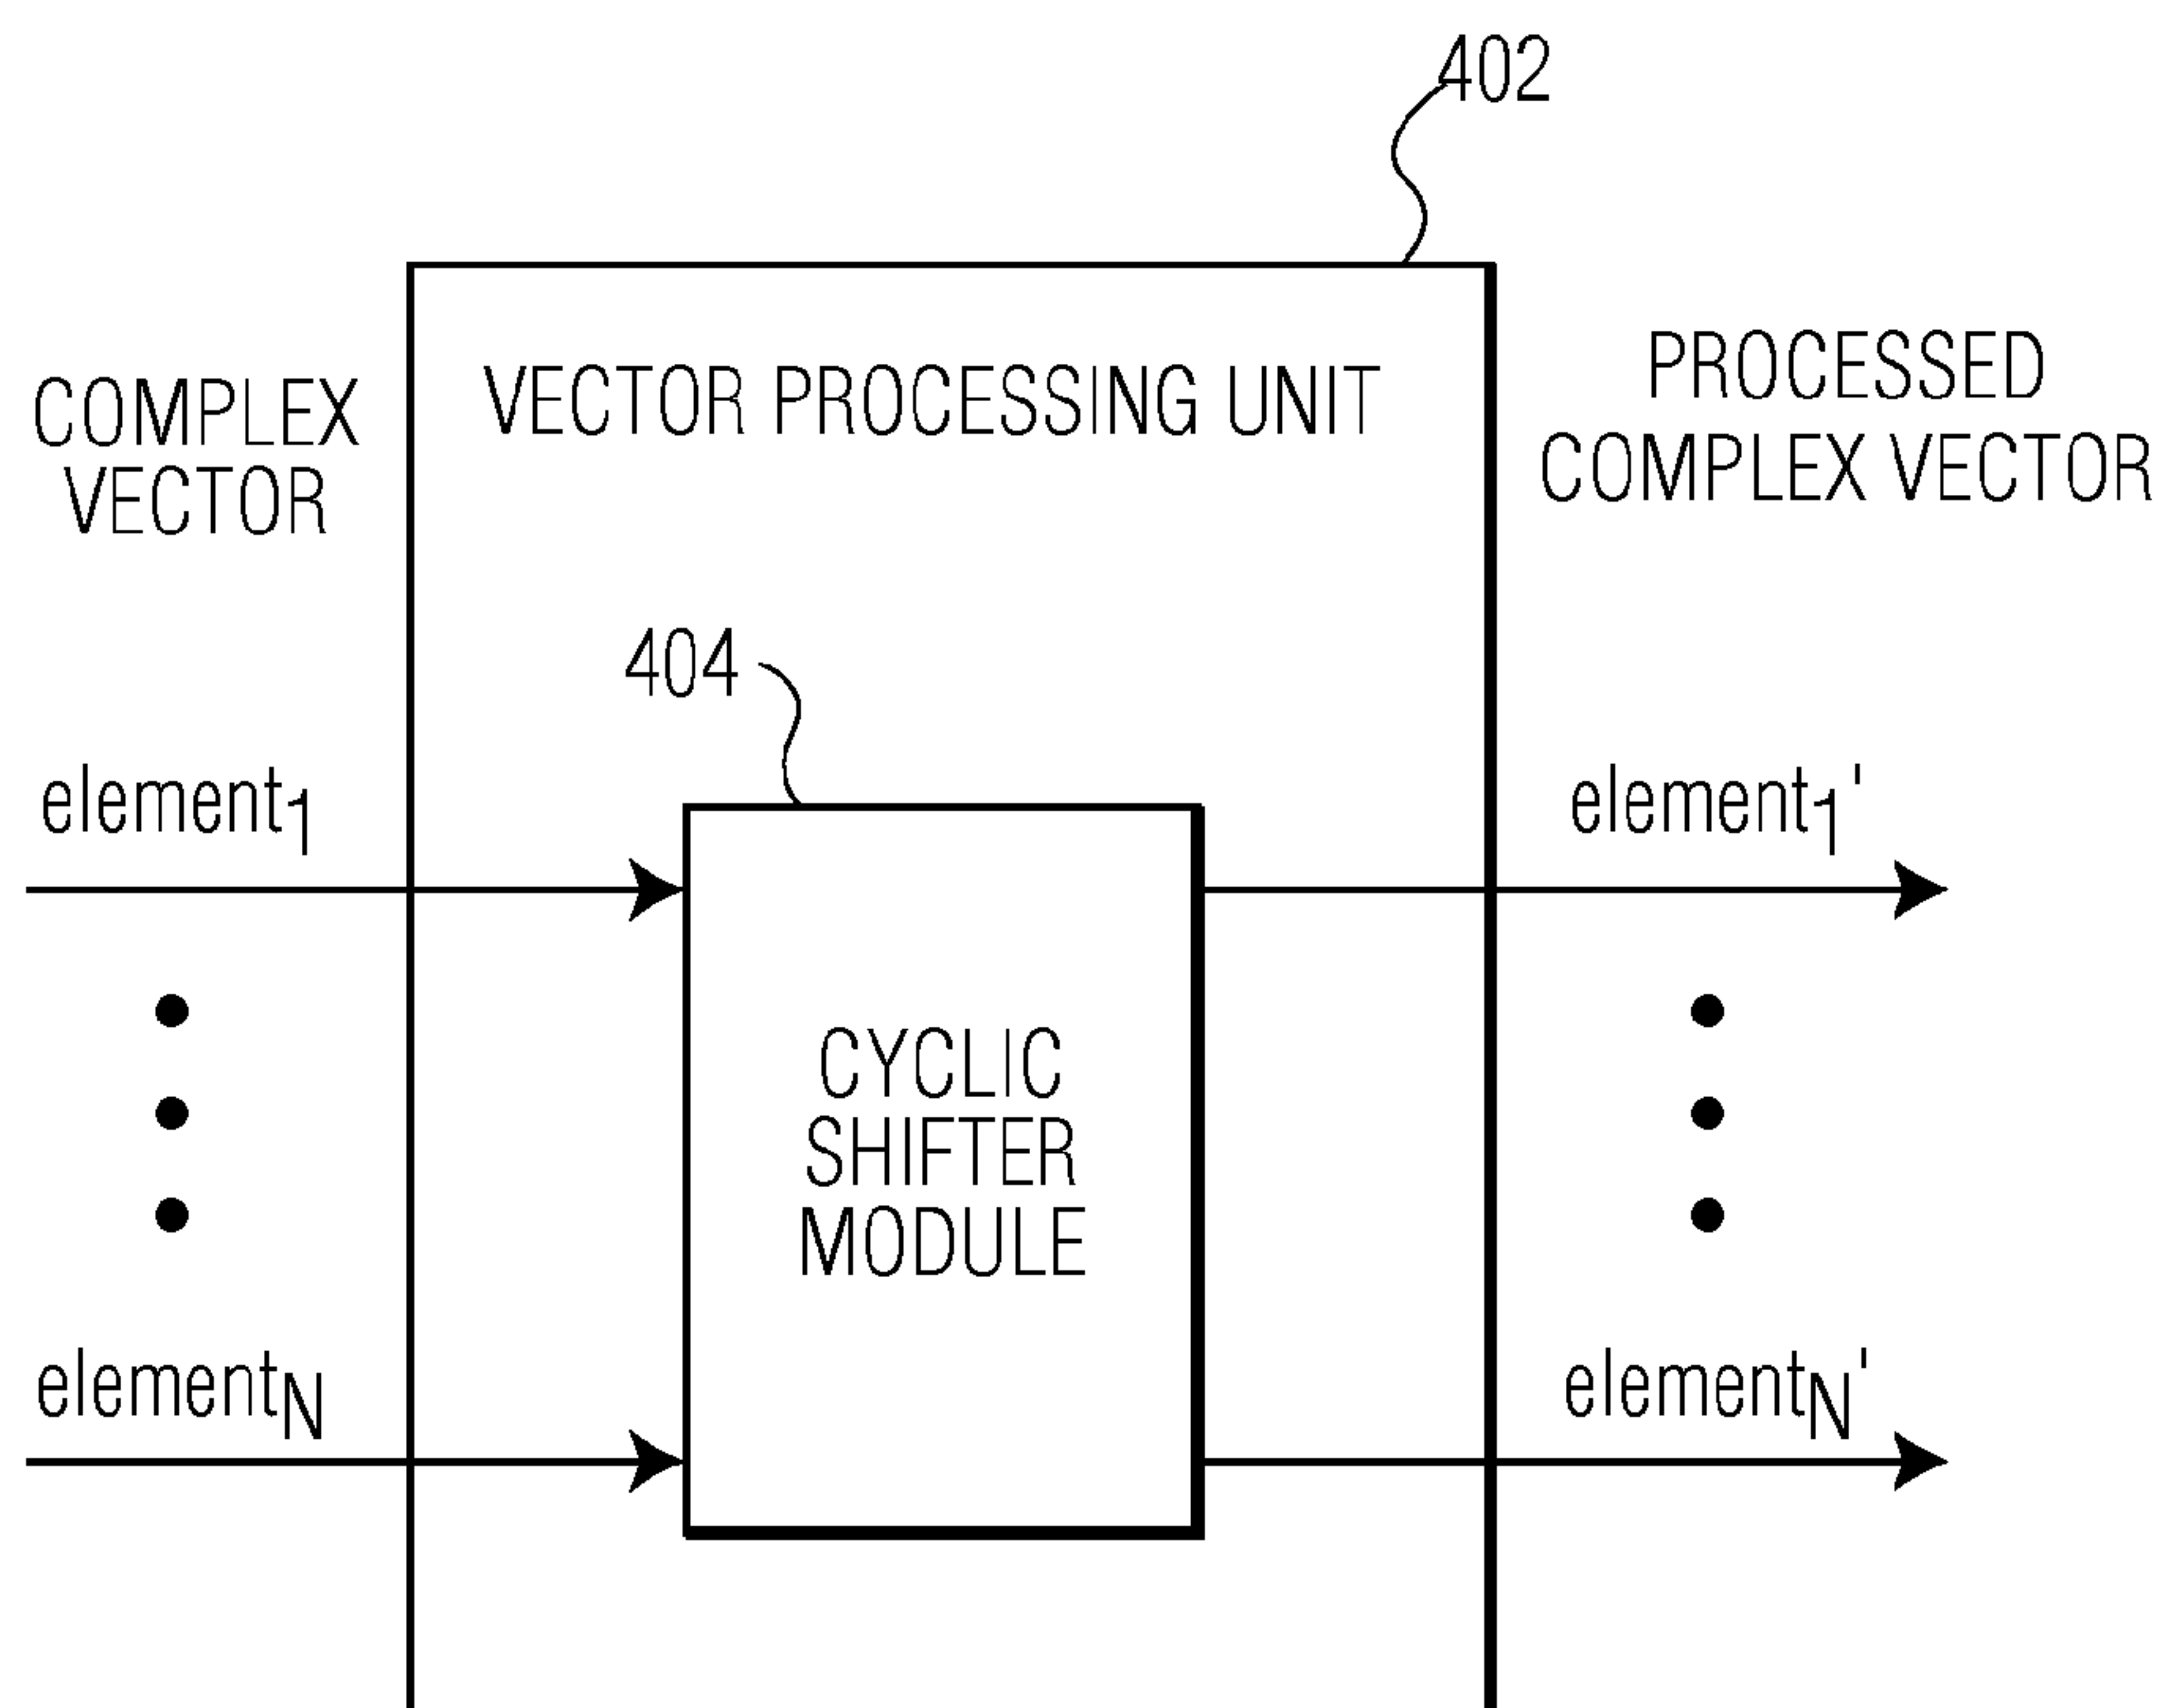 402
VECTOR PROCESSING UNIT
COMPLEX
VECTOR
PROCESSED
COMPLEX VECTOR
404
element1
element1'
CYCLIC
SHIFTER
MODULE
elementN
elementN'